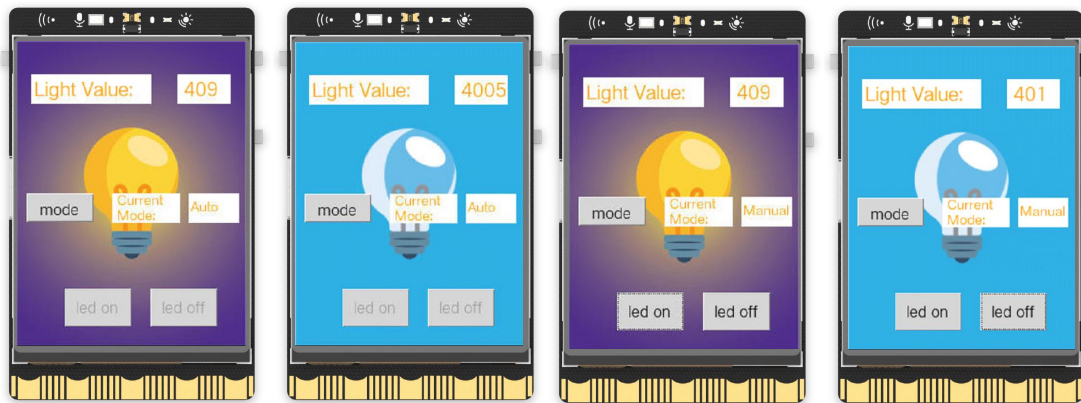 Light Value: 409
mode
Current
Mode:
Auto
led on
led off
Light Value: 4005
mode
Current
Mode:
Auto
led on
led off
Light Value: 409
mode
Current
Mode:
Manual
led on
led off
Light Value: 401
mode
Current
Mode:
Manual
led on
led off